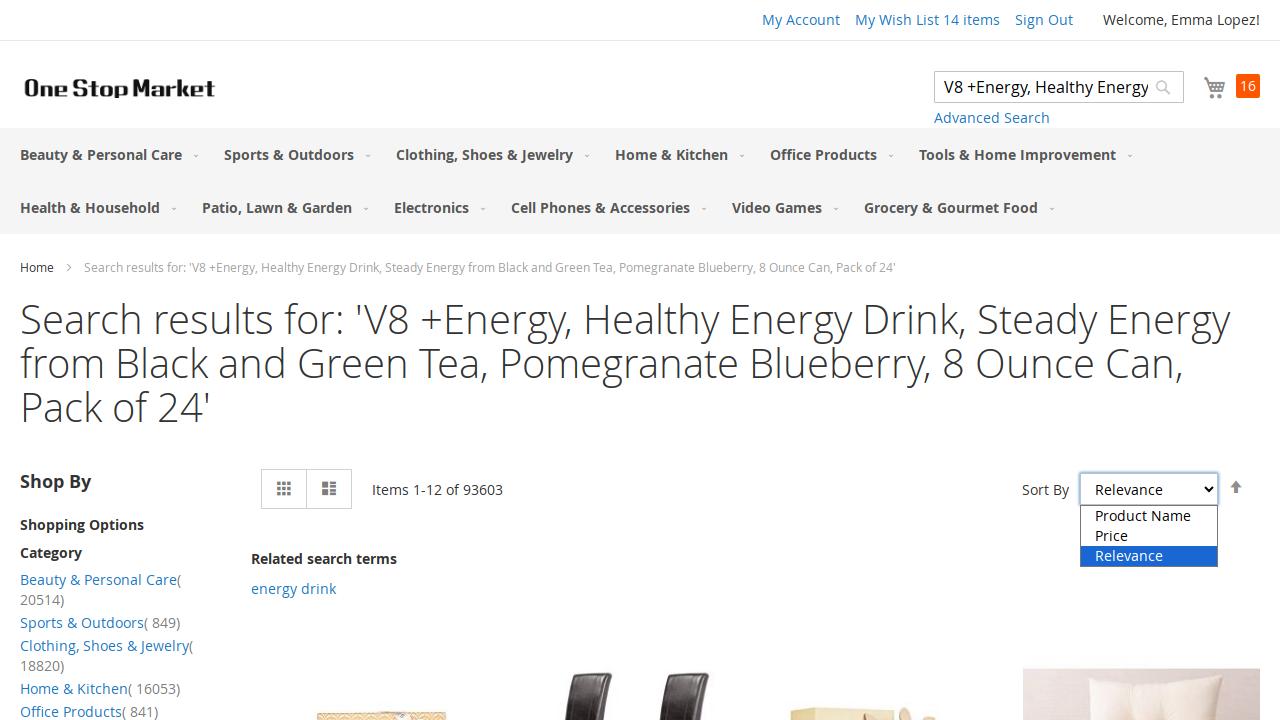 My Account My Wish List 14 items Sign Out Welcome, Emma Lopez!
One Stop Market
V8 +Energy, Healthy Energy
16
Advanced Search
Beauty & Personal Care Sports & Outdoors Clothing, Shoes & Jewelry Home & Kitchen Office Products Tools & Home Improvement
Health & Household Patio, Lawn & Garden Electronics Cell Phones & Accessories Video Games Grocery & Gourmet Food
Home Search results for: 'V8 +Energy, Healthy Energy Drink, Steady Energy from Black and Green Tea, Pomegranate Blueberry, 8 Ounce Can, Pack of 24'
Search results for: 'V8 +Energy, Healthy Energy Drink, Steady Energy
from Black and Green Tea, Pomegranate Blueberry, 8 Ounce Can,
Pack of 24'
Shop By
Items 1-12 of 93603
Sort By Relevance
Product Name
Price
Relevance
Shopping Options
Category
Beauty & Personal Care( 
20514)
Sports & Outdoors( 849)
Clothing, Shoes & Jewelry( 
18820)
Home & Kitchen( 16053)
Office Products( 841)
Related search terms
energy drink